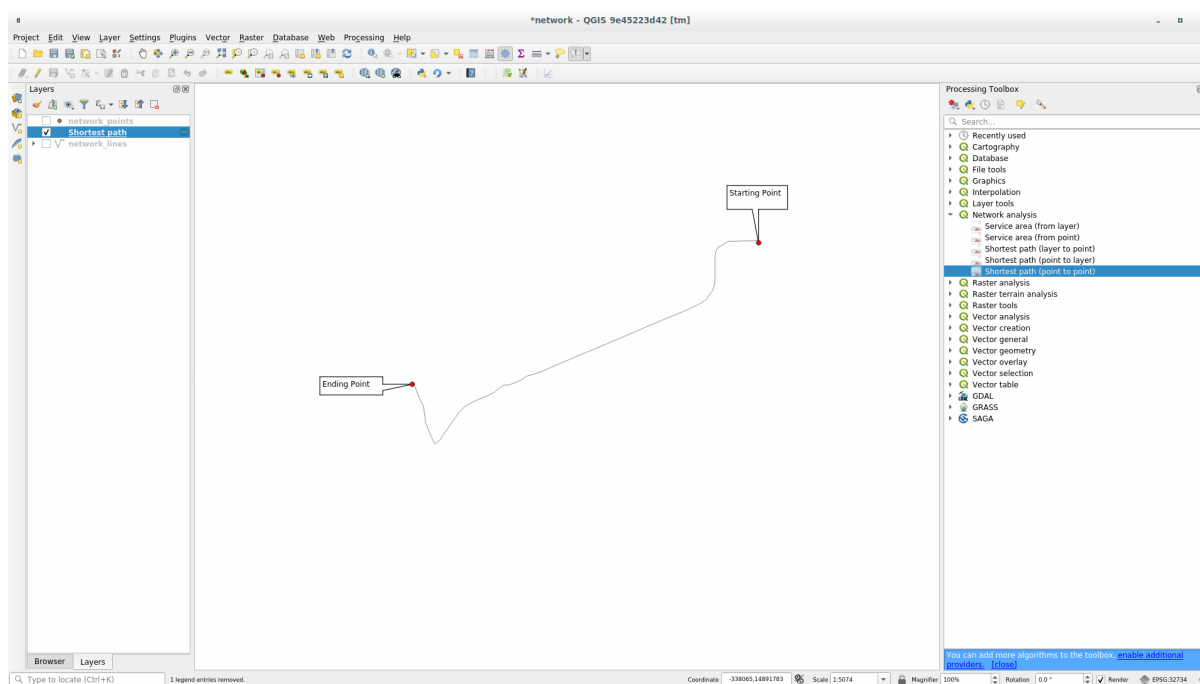 *network - QGIS 9e45223d42 [tm]
Project Edit View Layer Settings Plugins Vector Raster Database Web Processing Help
Layers
network_points
Shortest path
network_lines
Starting Point
Ending Point
Processing Toolbox
Search...
Recently used
Cartography
Database
File tools
Graphics
Interpolation
Layer tools
Network analysis
Service area (from layer)
Service area (from point)
Shortest path (layer to point)
Shortest path (point to layer)
Shortest path (point to point)
Raster analysis
Raster terrain analysis
Raster tools
Vector analysis
Vector creation
Vector general
Vector geometry
Vector overlay
Vector selection
Vector table
GDAL
GRASS
SAGA
You can add more algorithms to the toolbox, enable additional
providers. [close]
Browser Layers
Type to locate (Ctrl+K) 1 legend entries removed. Coordinate -338065,14891783 Scale 1:5074 Magnifier 100% Rotation 0.0 ° Render EPSG:32734